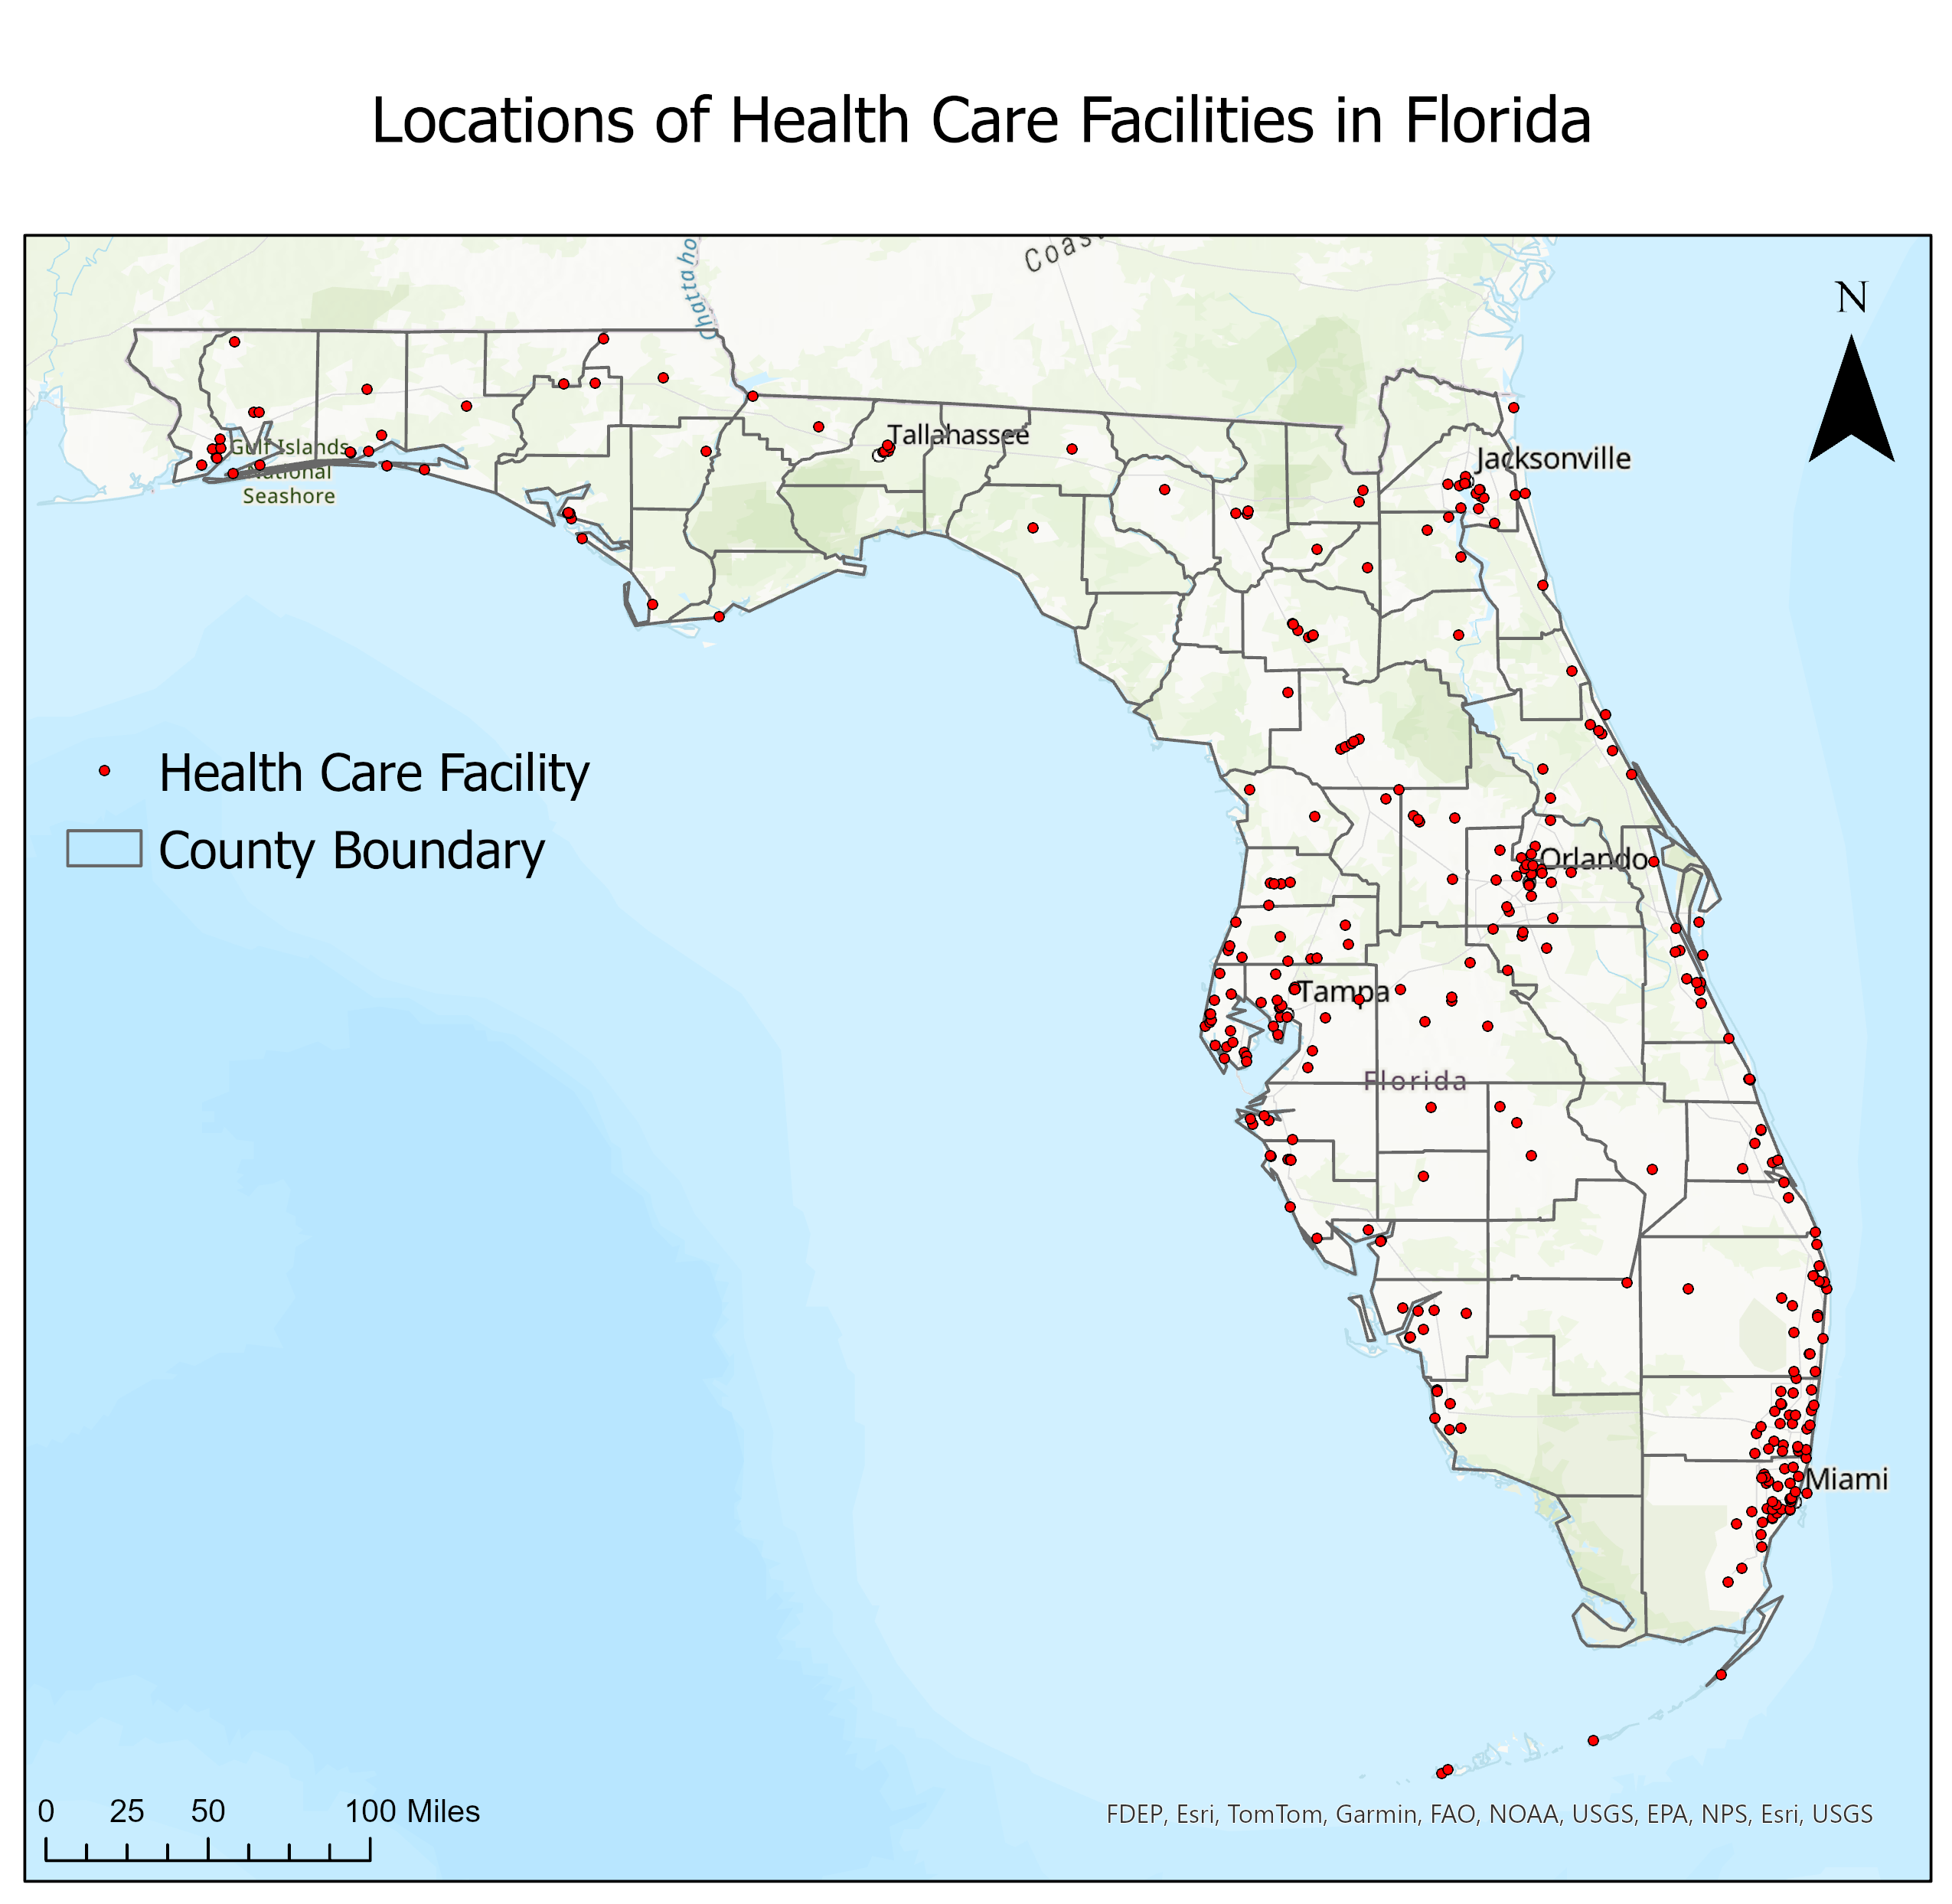 Locations of Health Care Facilities in Florida
Coast
Chattaho
N
Tallahassee
Jacksonville
Gulf Islands
National
Seashore
Health Care Facility
County Boundary
Orlando
Tampa
Florida
Miami
0 25 50 100 Miles
FDEP, Esri, TomTom, Garmin, FAO, NOAA, USGS, EPA, NPS, Esri, USGS